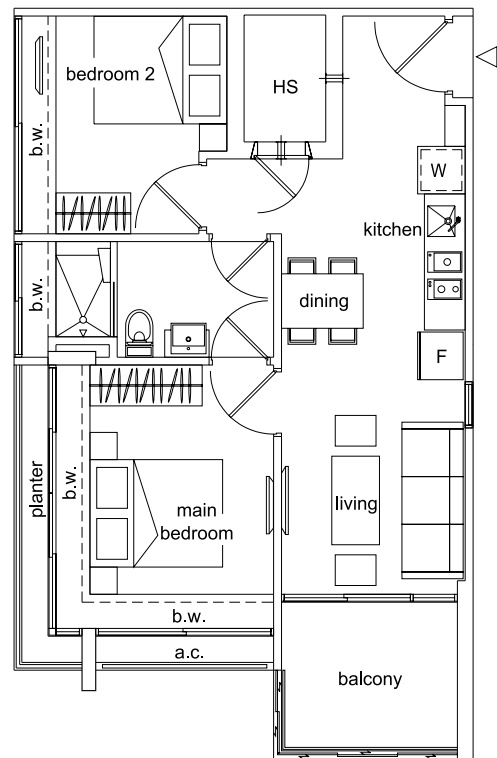 bedroom 2
HS
b.w.
W
kitchen
b.w.
dining
F
planter
b.w.
main
bedroom
living
b.w.
a.c.
balcony